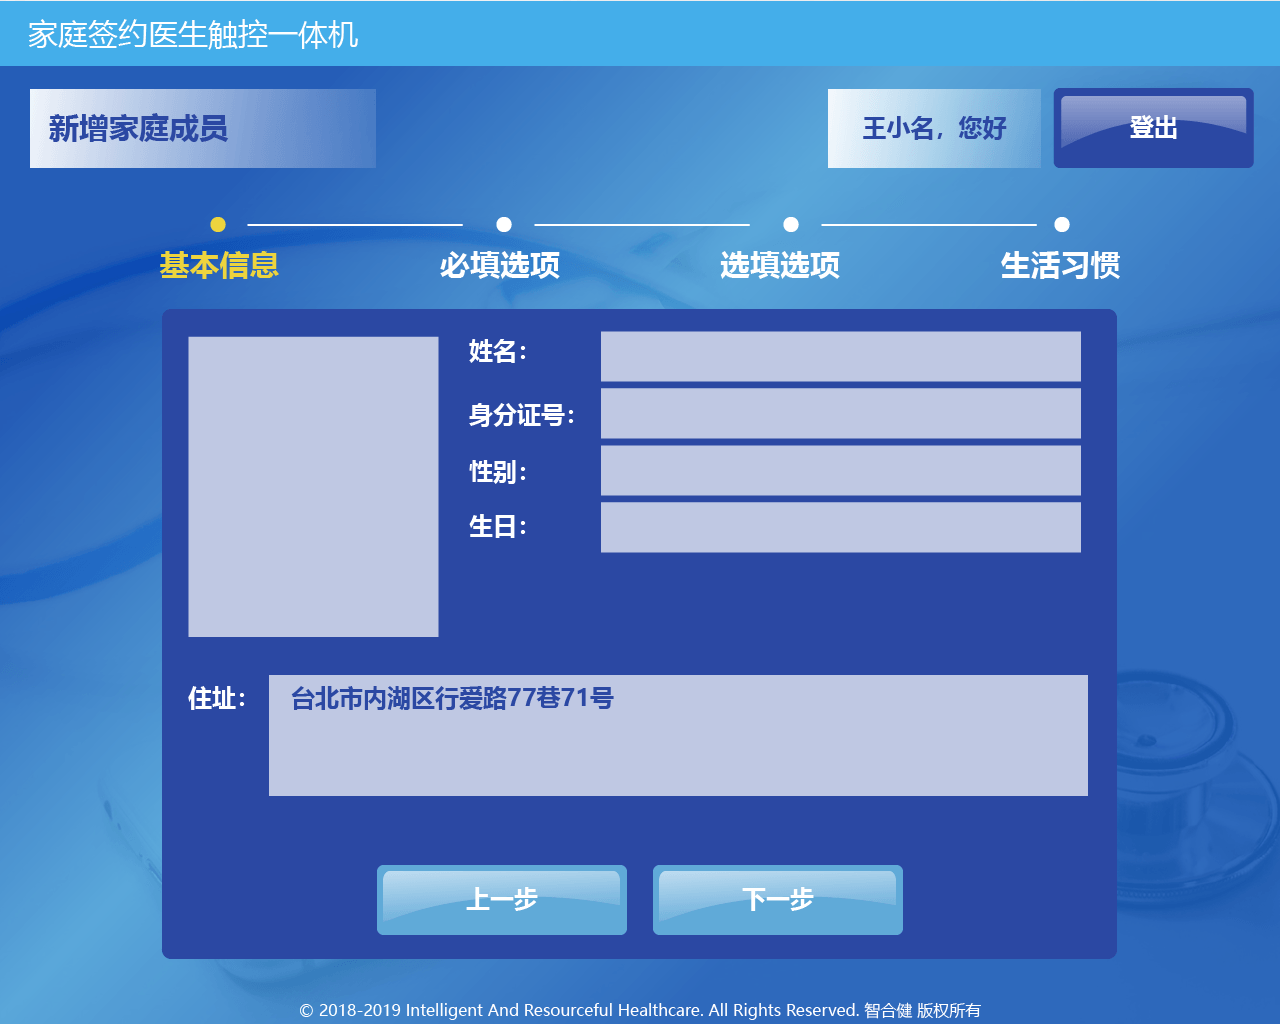 家庭签约医生触控一体机
新增家庭成员
王小名，您好
登出
基本信息
必填选项
选填选项
生活习惯
姓名：
身分证号：
性别：
生日：
住址：
台北市内湖区行爱路77巷71号
上一步
下一步
© 2018-2019 Intelligent And Resourceful Healthcare. All Rights Reserved. 智合健 版权所有